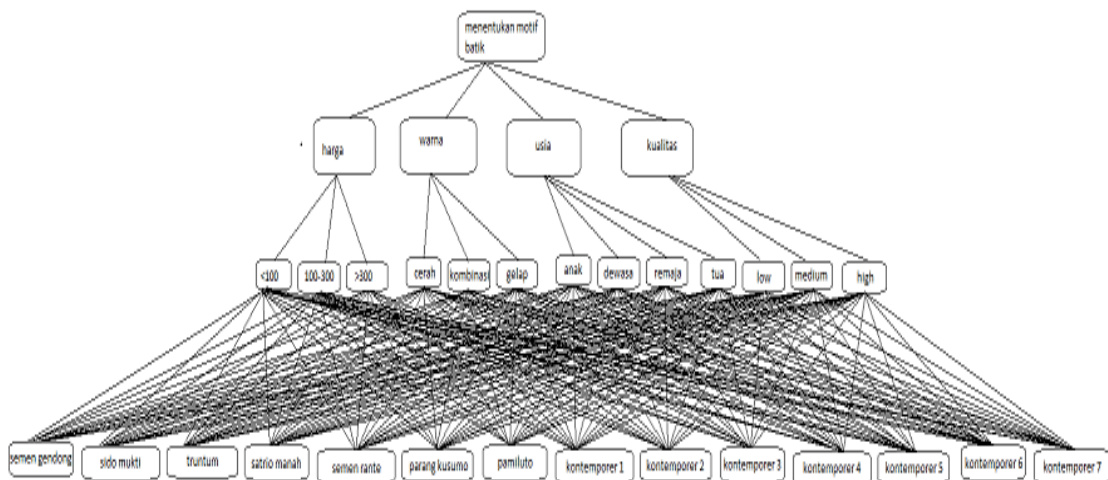 menentukan motif
batik
harga
warna
usia
kualitas
<100
100-300
>300
cerah
kombinasi
gelap
anak
dewasa
remaja
tua
low
medium
high
semen gendong
sido mukti
truntum
satrio manah
semen rante
parang kusumo
pamiluto
kontemporer 1
kontemporer 2
kontemporer 3
kontemporer 4
kontemporer 5
kontemporer 6
kontemporer 7